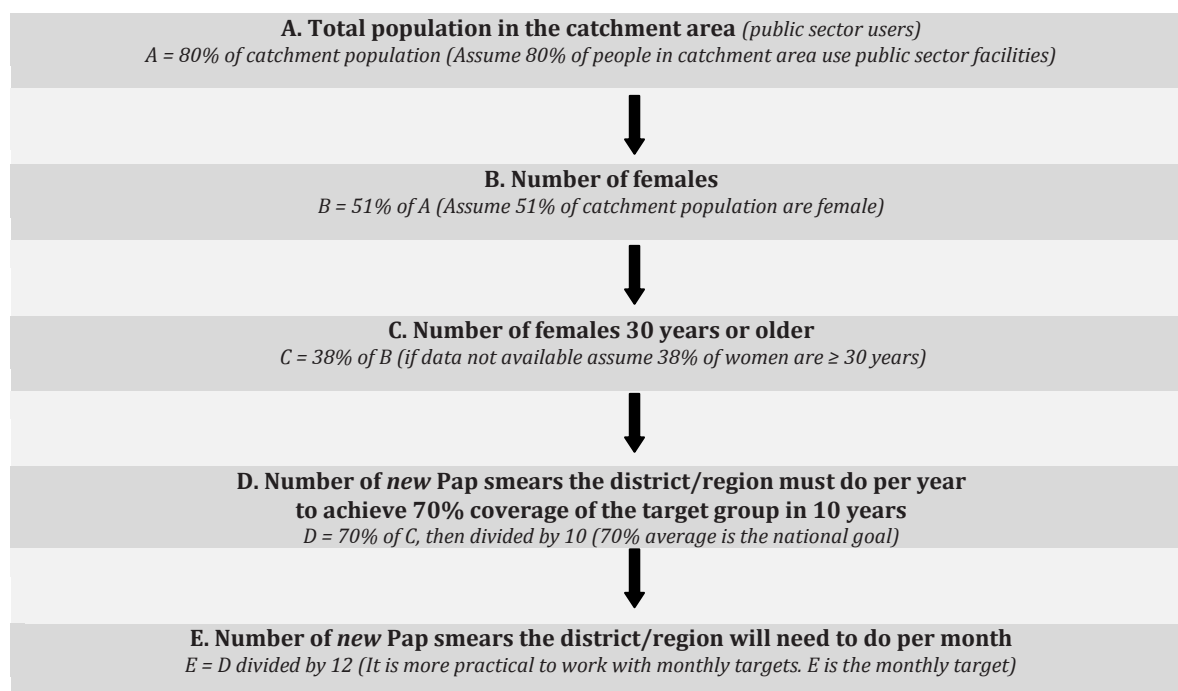 A. Total population in the catchment area (public sector users)
A = 80% of catchment population (Assume 80% of people in catchment area use public sector facilities)
B. Number of females
B = 51% of A (Assume 51% of catchment population are female)
C. Number of females 30 years or older
C = 38% of B (if data not available assume 38% of women are ≥ 30 years)
D. Number of new Pap smears the district/region must do per year
to achieve 70% coverage of the target group in 10 years
D = 70% of C, then divided by 10 (70% average is the national goal)
E. Number of new Pap smears the district/region will need to do per month
E = D divided by 12 (It is more practical to work with monthly targets. E is the monthly target)